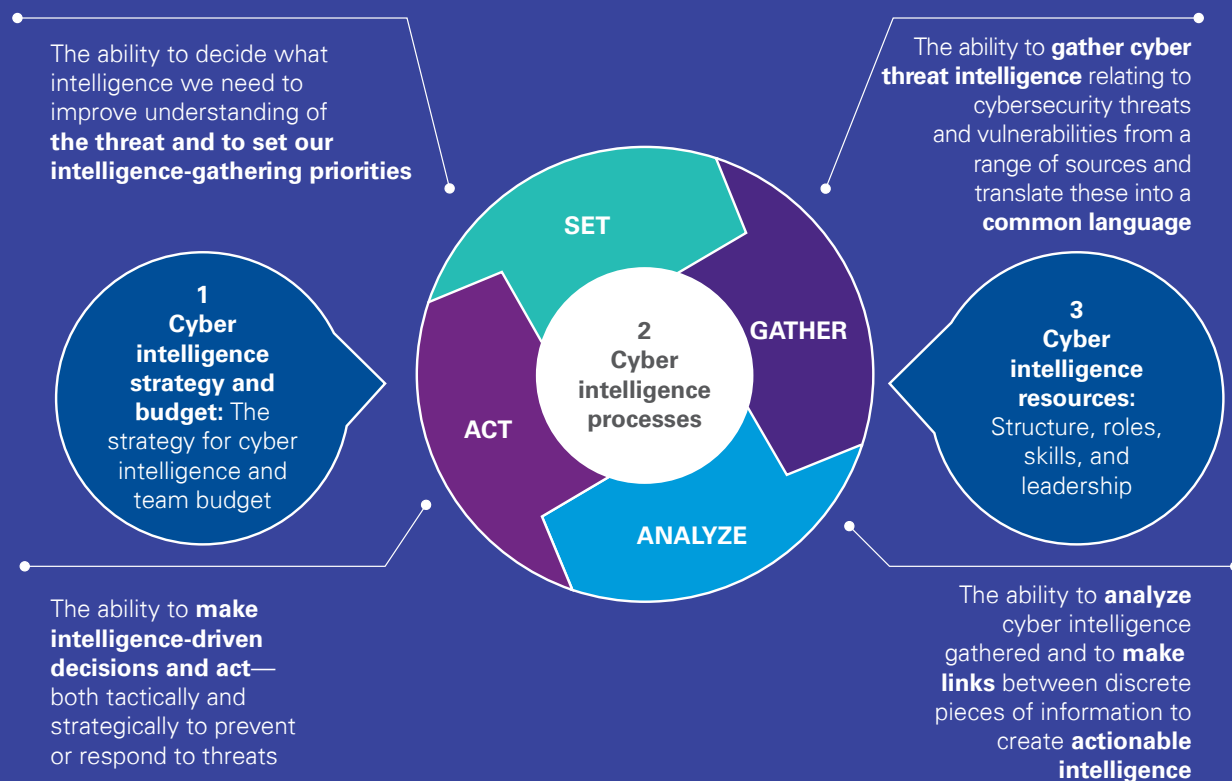 The ability to decide what
intelligence we need to
improve understanding of
the threat and to set our
intelligence-gathering priorities
The ability to gather cyber
threat intelligence relating to
cybersecurity threats
and vulnerabilities from a
range of sources and
translate these into a
common language
SET
GATHER
ANALYZE
ACT
1
Cyber
intelligence
strategy and
budget: The
strategy for cyber
intelligence and
team budget
2
Cyber
intelligence
processes
3
Cyber
intelligence
resources:
Structure, roles,
skills, and
leadership
The ability to make
intelligence-driven
decisions and act—
both tactically and
strategically to prevent
or respond to threats
The ability to analyze
cyber intelligence
gathered and to make
links between discrete
pieces of information to
create actionable
intelligence